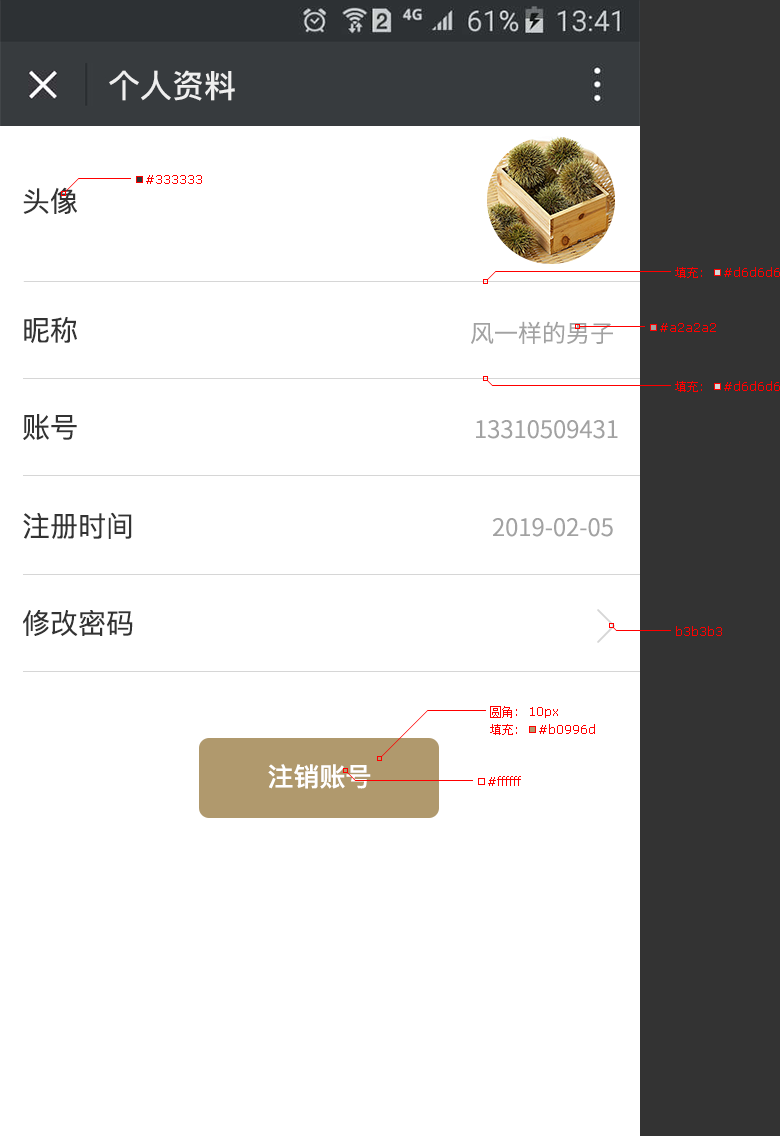 2 4G 61% 13:41
个人资料
#333333
头像
填充: #d6d6d6
昵称
风一样的男子
#a2a2a2
填充: #d6d6d6
账号
13310509431
注册时间
2019-02-05
修改密码
b3b3b3
圆角: 10px
填充: #b0996d
注销账号
#ffffff